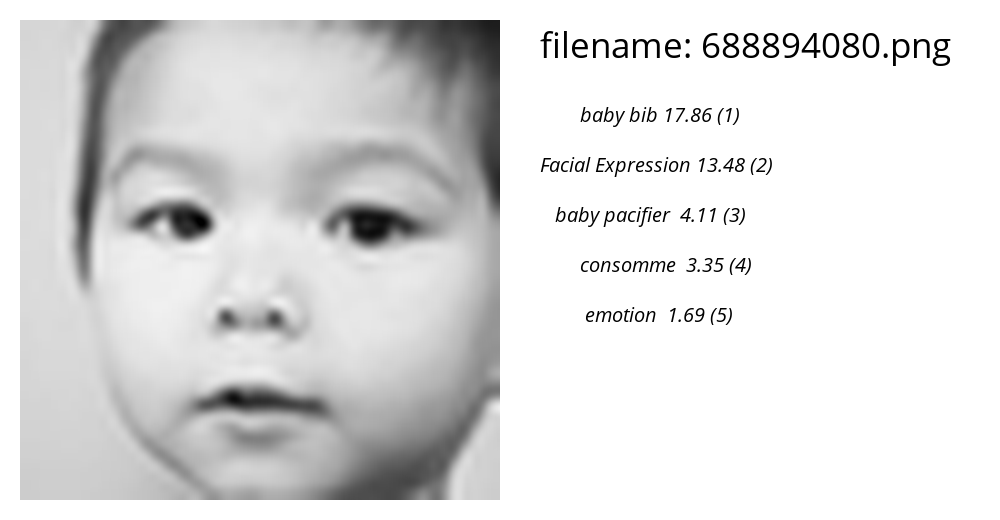 filename: 688894080.png
baby bib 17.86 (1)
Facial Expression 13.48 (2)
baby pacifier 4.11 (3)
consomme 3.35 (4)
emotion 1.69 (5)